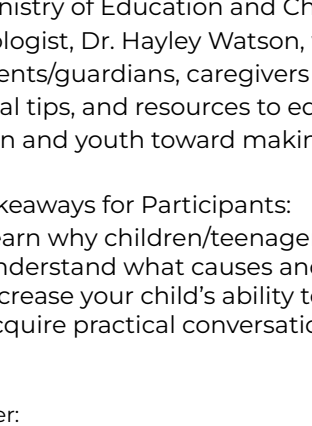 nistry of Education and Ch
ologist, Dr. Hayley Watson,
ents/guardians, caregivers
al tips, and resources to ec
n and youth toward makin
keaways for Participants:
earn why children/teenage
nderstand what causes and
crease your child's ability to
cquire practical conversatio
er: